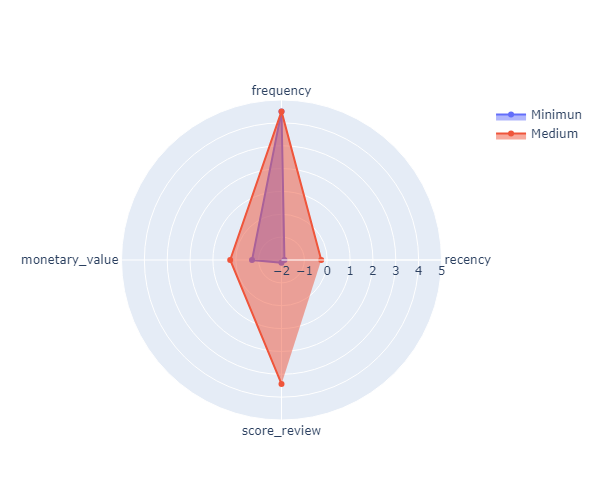 frequency
Minimun
Medium
monetary_value
recency
−2 −1 0 1 2 3 4 5
score_review